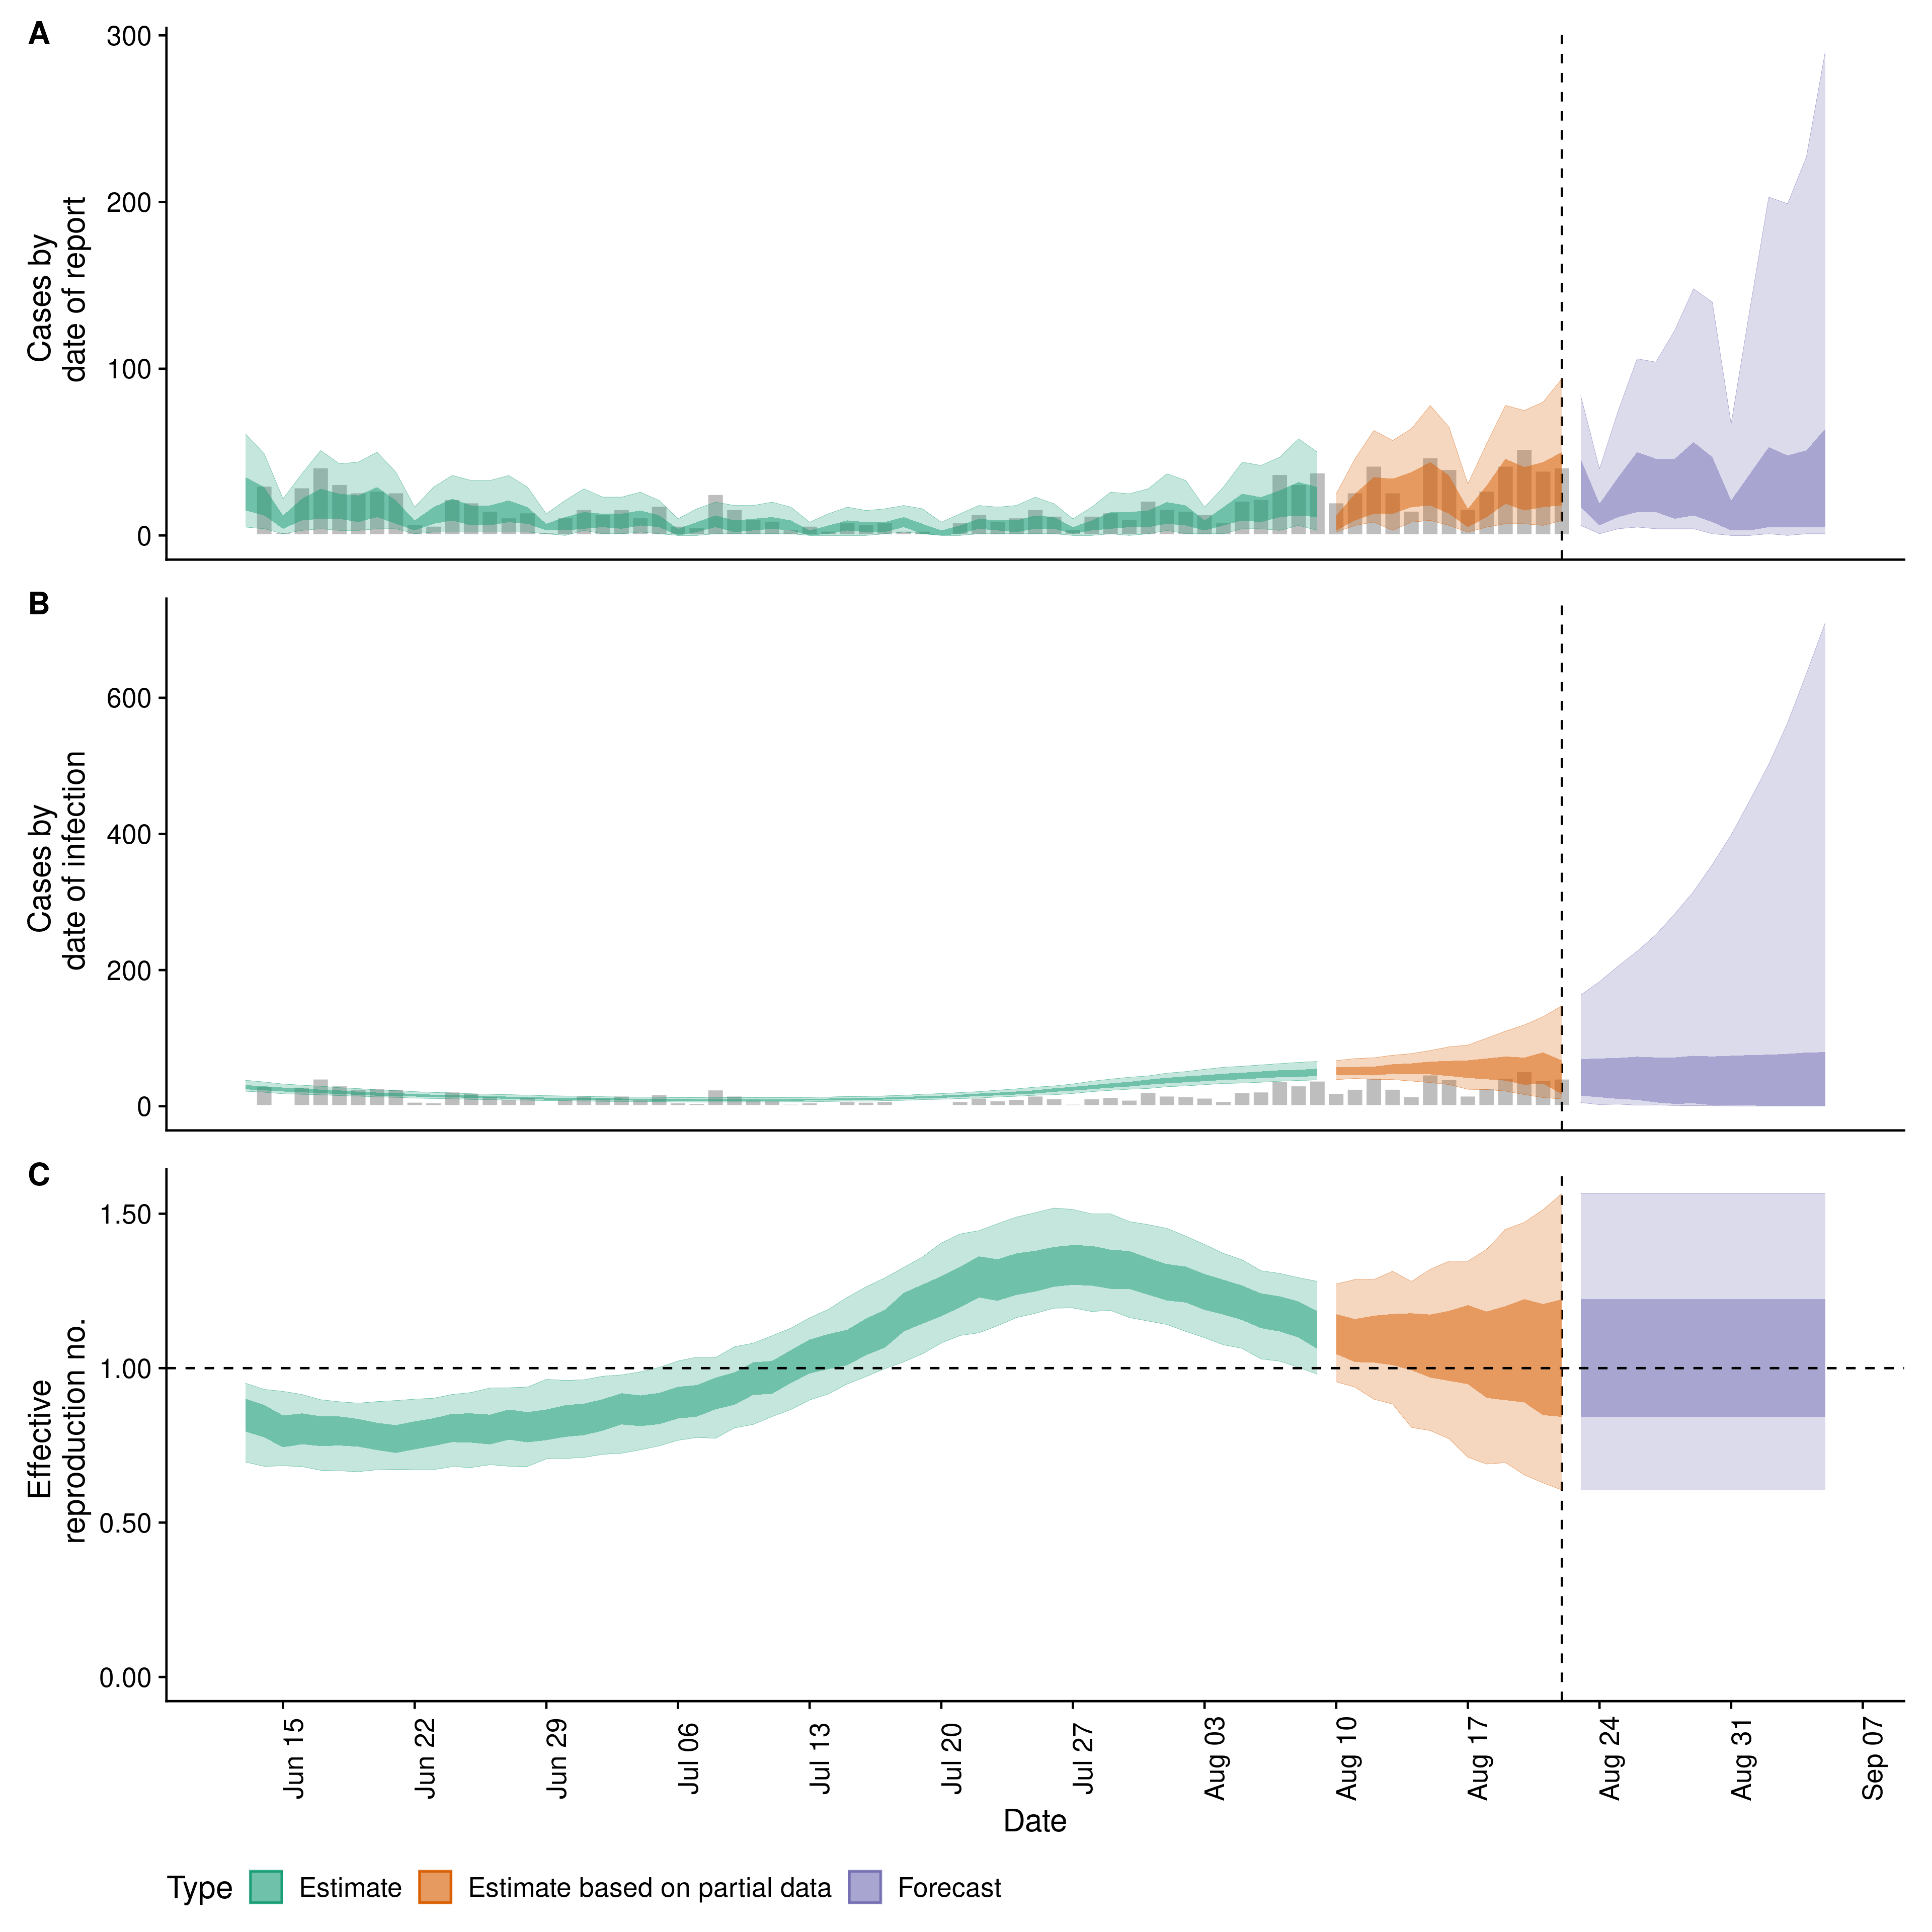 A
Cases by
date of report
300
200
100
0
B
Cases by
date of infection
600
400
200
0
C
Effective
reproduction no.
1.50
1.00
0.50
0.00
Jun 15
Jun 22
Jun 29
Jul 06
Jul 13
Jul 20
Jul 27
Aug 03
Aug 10
Aug 17
Aug 24
Aug 31
Sep 07
Date
Type Estimate Estimate based on partial data Forecast